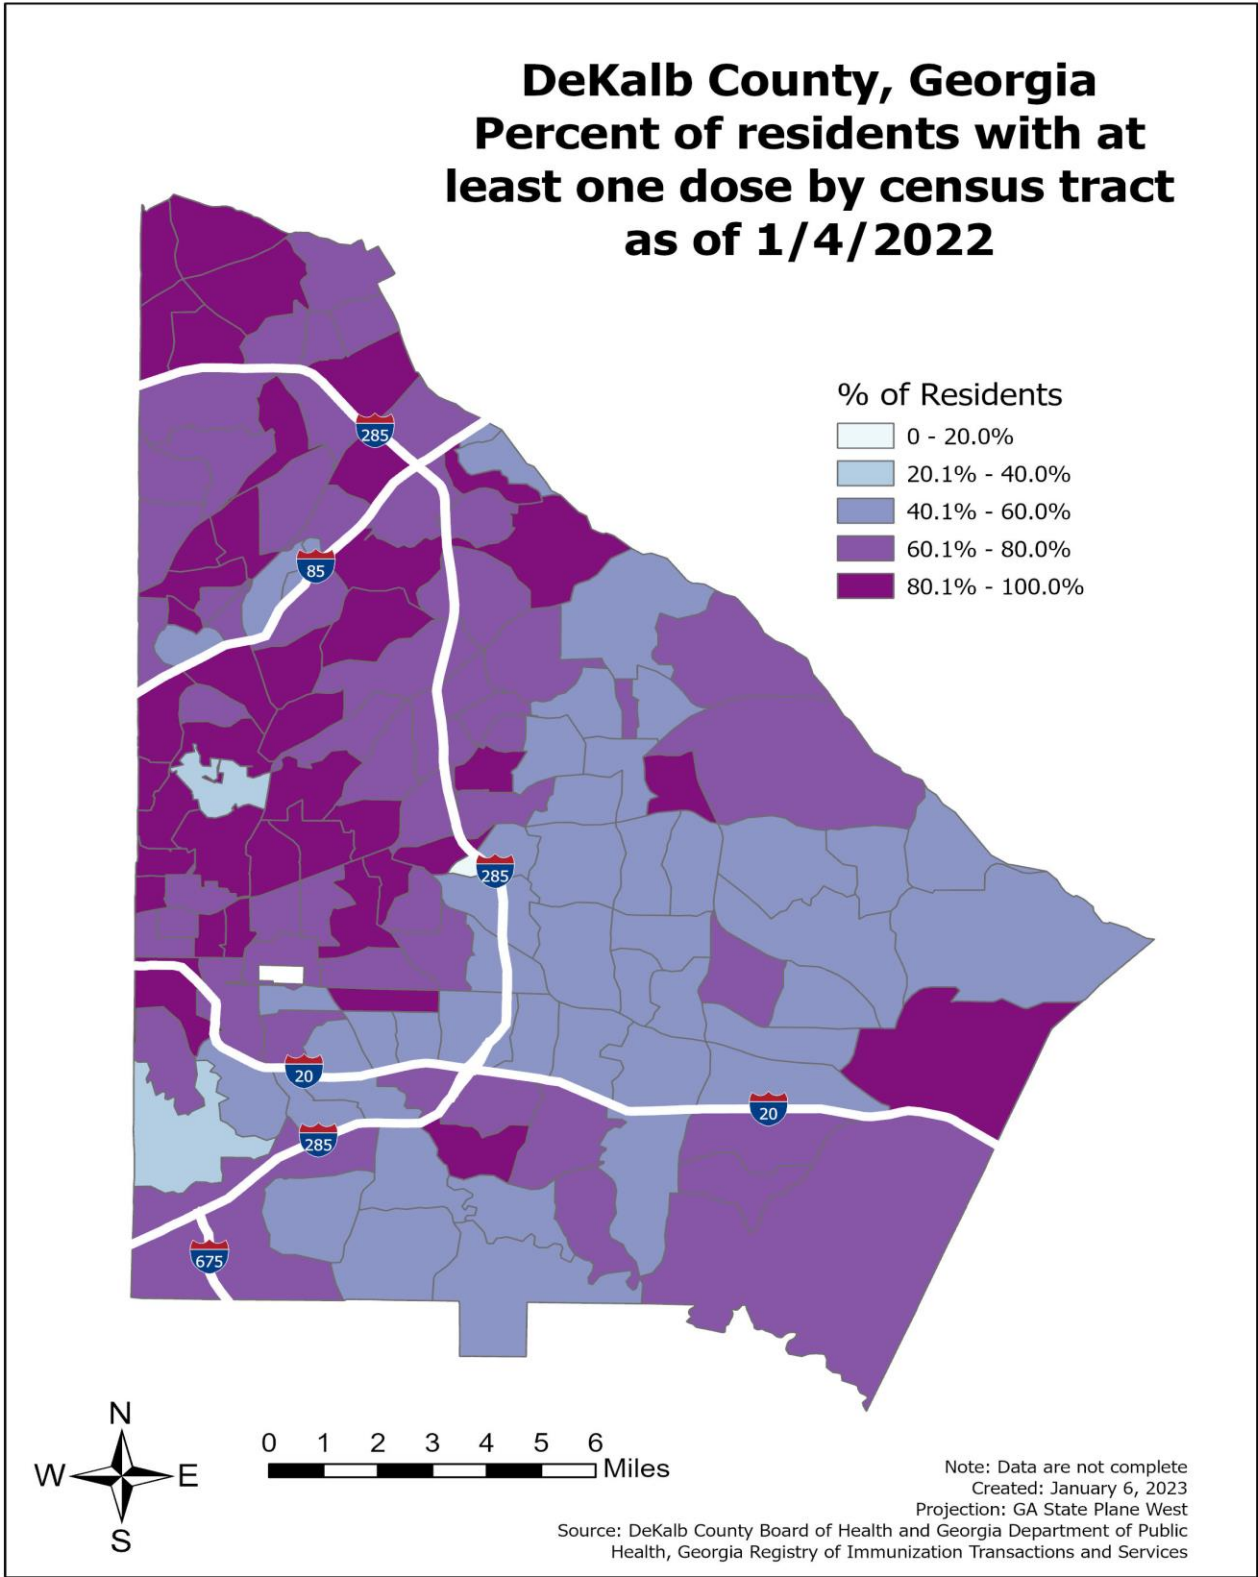 DeKalb County, Georgia
Percent of residents with at
least one dose by census tract
as of 1/4/2022
% of Residents
0 - 20.0%
20.1% - 40.0%
40.1% - 60.0%
60.1% - 80.0%
80.1% - 100.0%
285
85
285
20
20
285
675
N
W E
S
0 1 2 3 4 5 6
Miles
Note: Data are not complete
Created: January 6, 2023
Projection: GA State Plane West
Source: DeKalb County Board of Health and Georgia Department of Public
Health, Georgia Registry of Immunization Transactions and Services